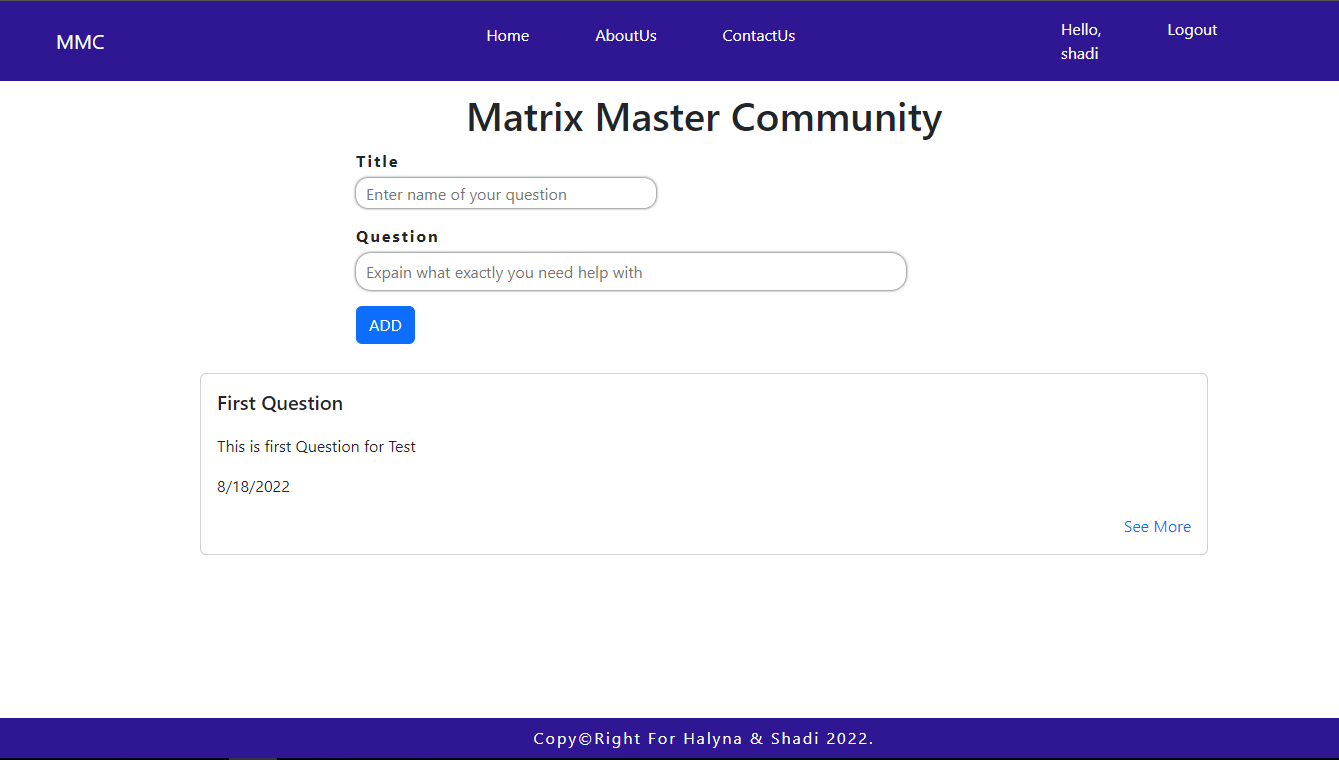 MMC
Home
AboutUs
ContactUs
Hello,
shadi
Logout
Matrix Master Community
Title
Enter name of your question
Question
Expain what exactly you need help with
ADD
First Question
This is first Question for Test
8/18/2022
See More
Copy©Right For Halyna & Shadi 2022.